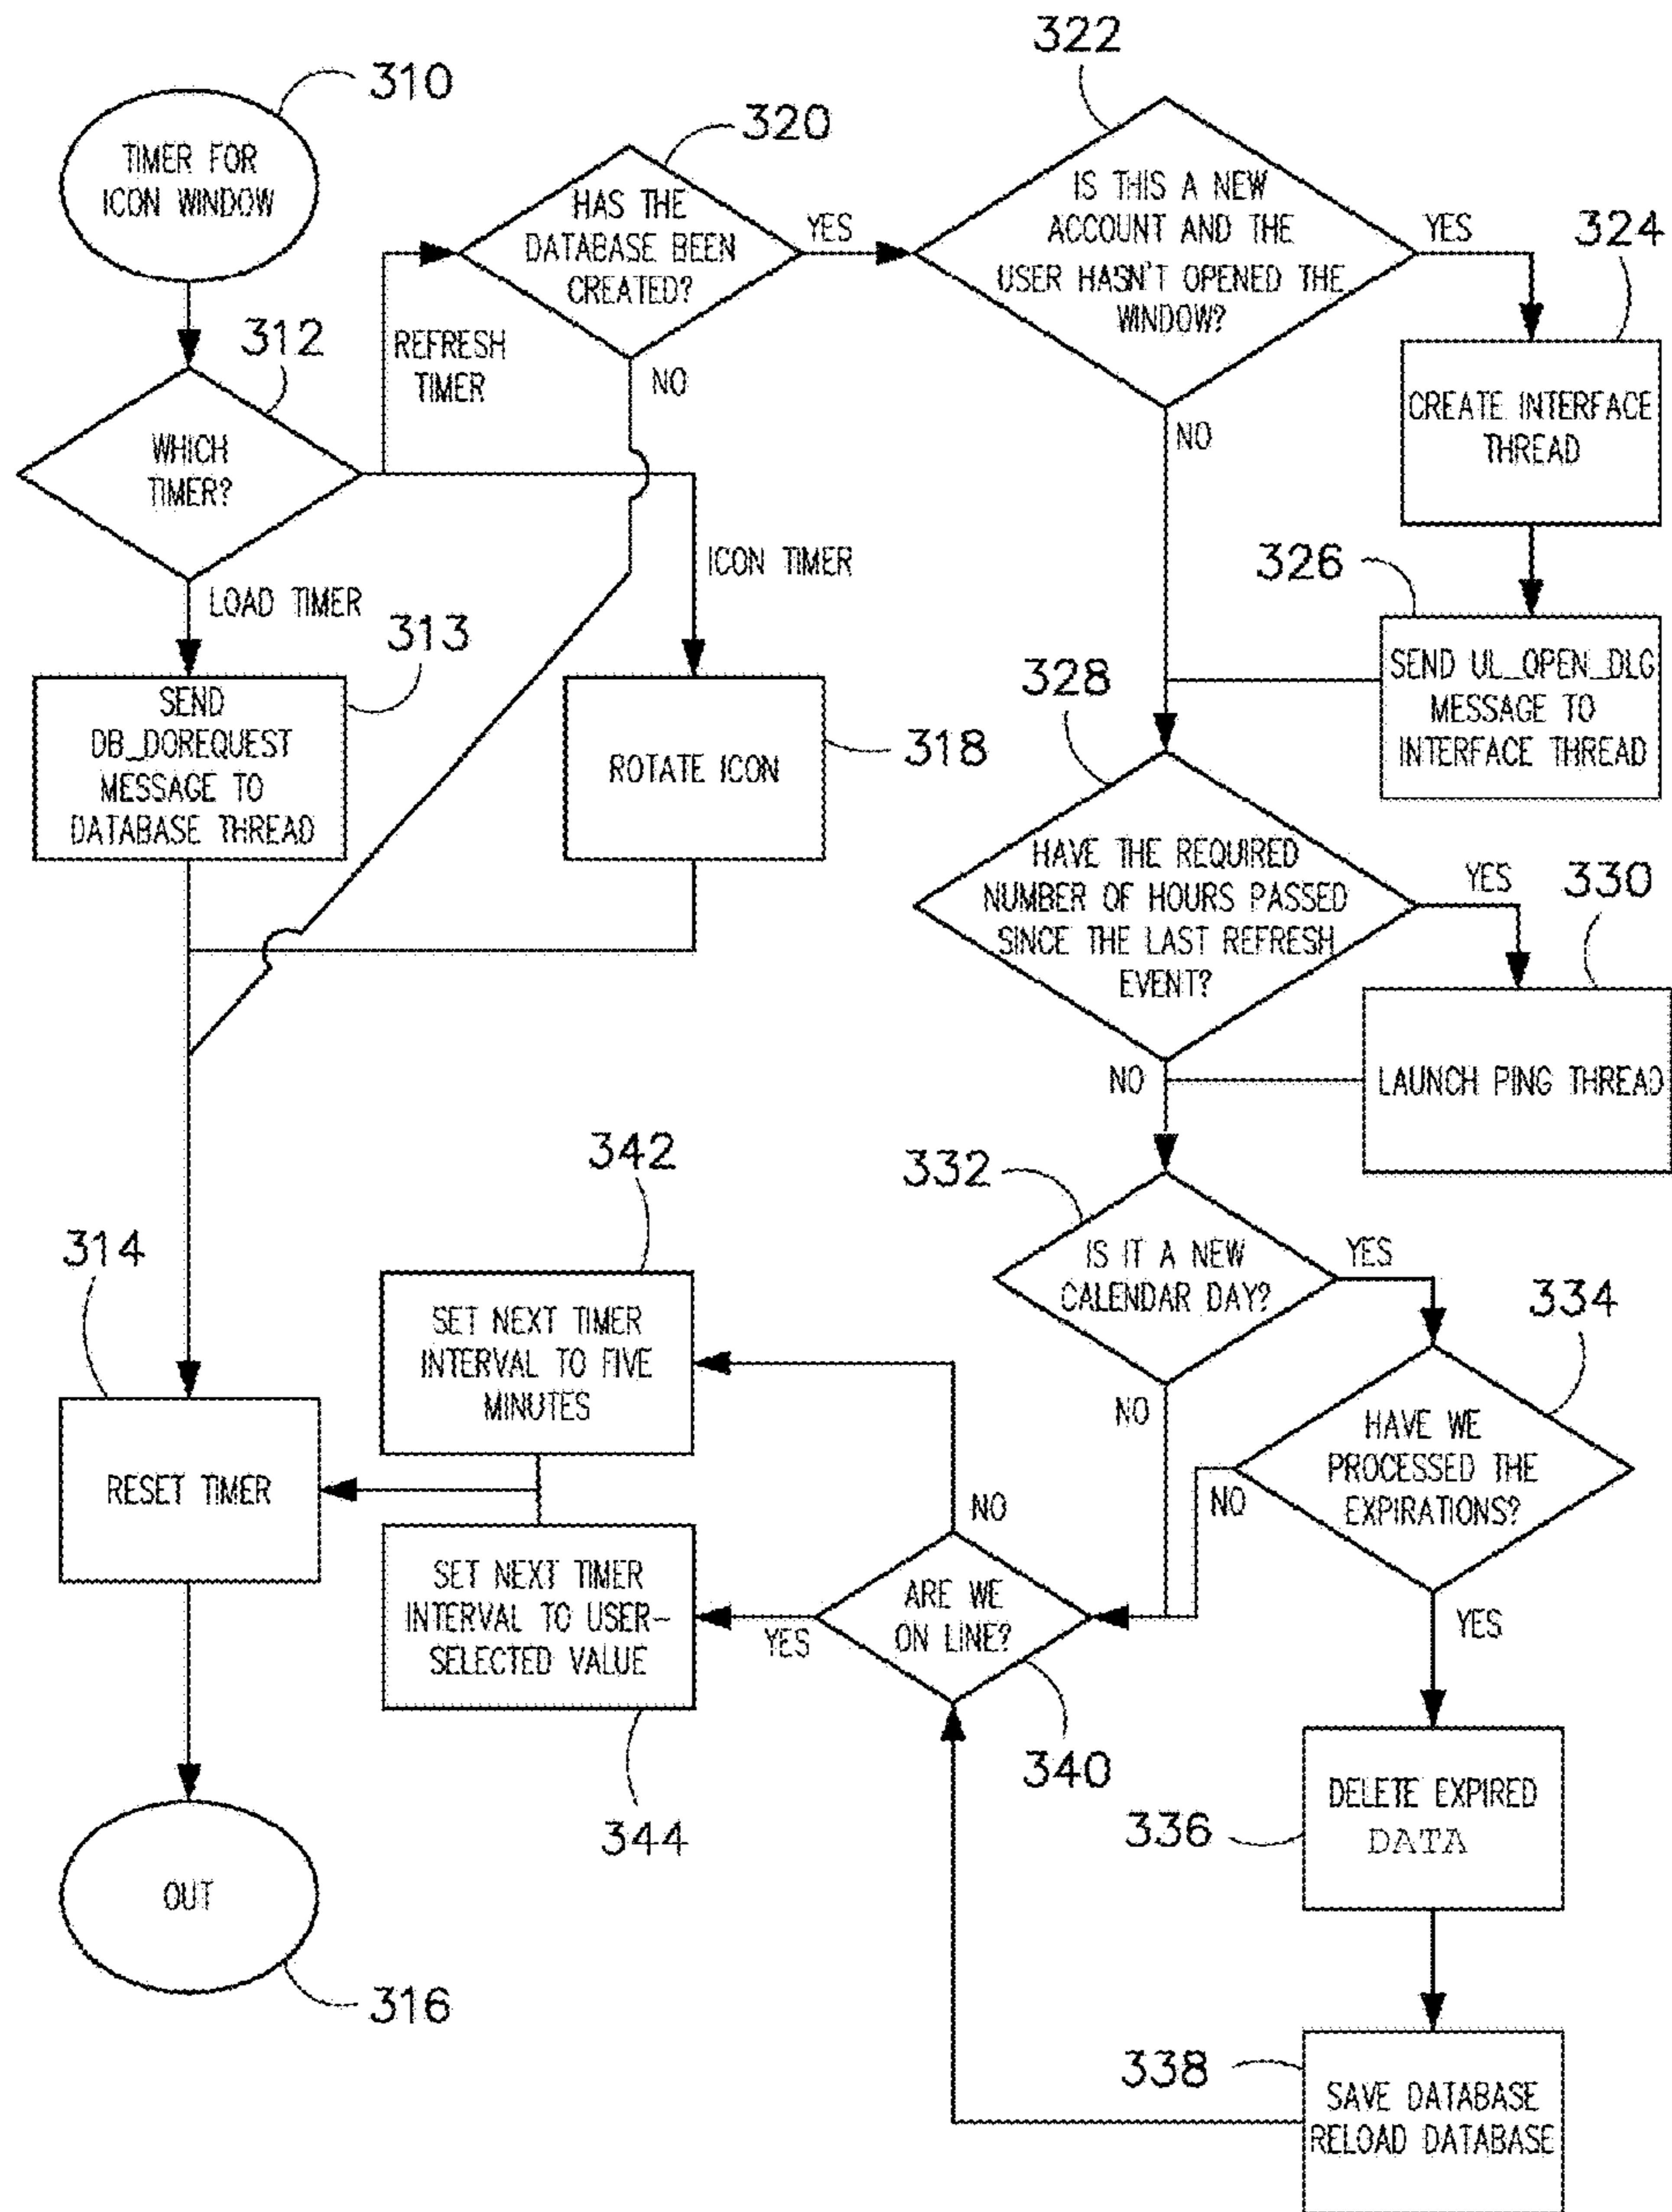 310
TIMER FOR
ICON WINDOW
312
WHICH
TIMER?
REFRESH
TIMER
LOAD TIMER
ICON TIMER
313
SEND
DB_DOREQUEST
MESSAGE TO
DATABASE THREAD
318
ROTATE ICON
320
HAS THE
DATABASE BEEN
CREATED?
YES
NO
322
IS THIS A NEW
ACCOUNT AND THE
USER HASN'T OPENED THE
WINDOW?
YES
NO
324
CREATE INTERFACE
THREAD
326
SEND UL_OPEN_DLG
MESSAGE TO
INTERFACE THREAD
328
HAVE THE REQUIRED
NUMBER OF HOURS PASSED
SINCE THE LAST REFRESH
EVENT?
YES
NO
330
LAUNCH PING THREAD
332
IS IT A NEW
CALENDAR DAY?
YES
NO
334
HAVE WE
PROCESSED THE
EXPIRATIONS?
NO
YES
336
DELETE EXPIRED
DATA
338
SAVE DATABASE
RELOAD DATABASE
340
ARE WE
ON LINE?
NO
YES
342
SET NEXT TIMER
INTERVAL TO FIVE
MINUTES
344
SET NEXT TIMER
INTERVAL TO USER-
SELECTED VALUE
314
RESET TIMER
316
OUT